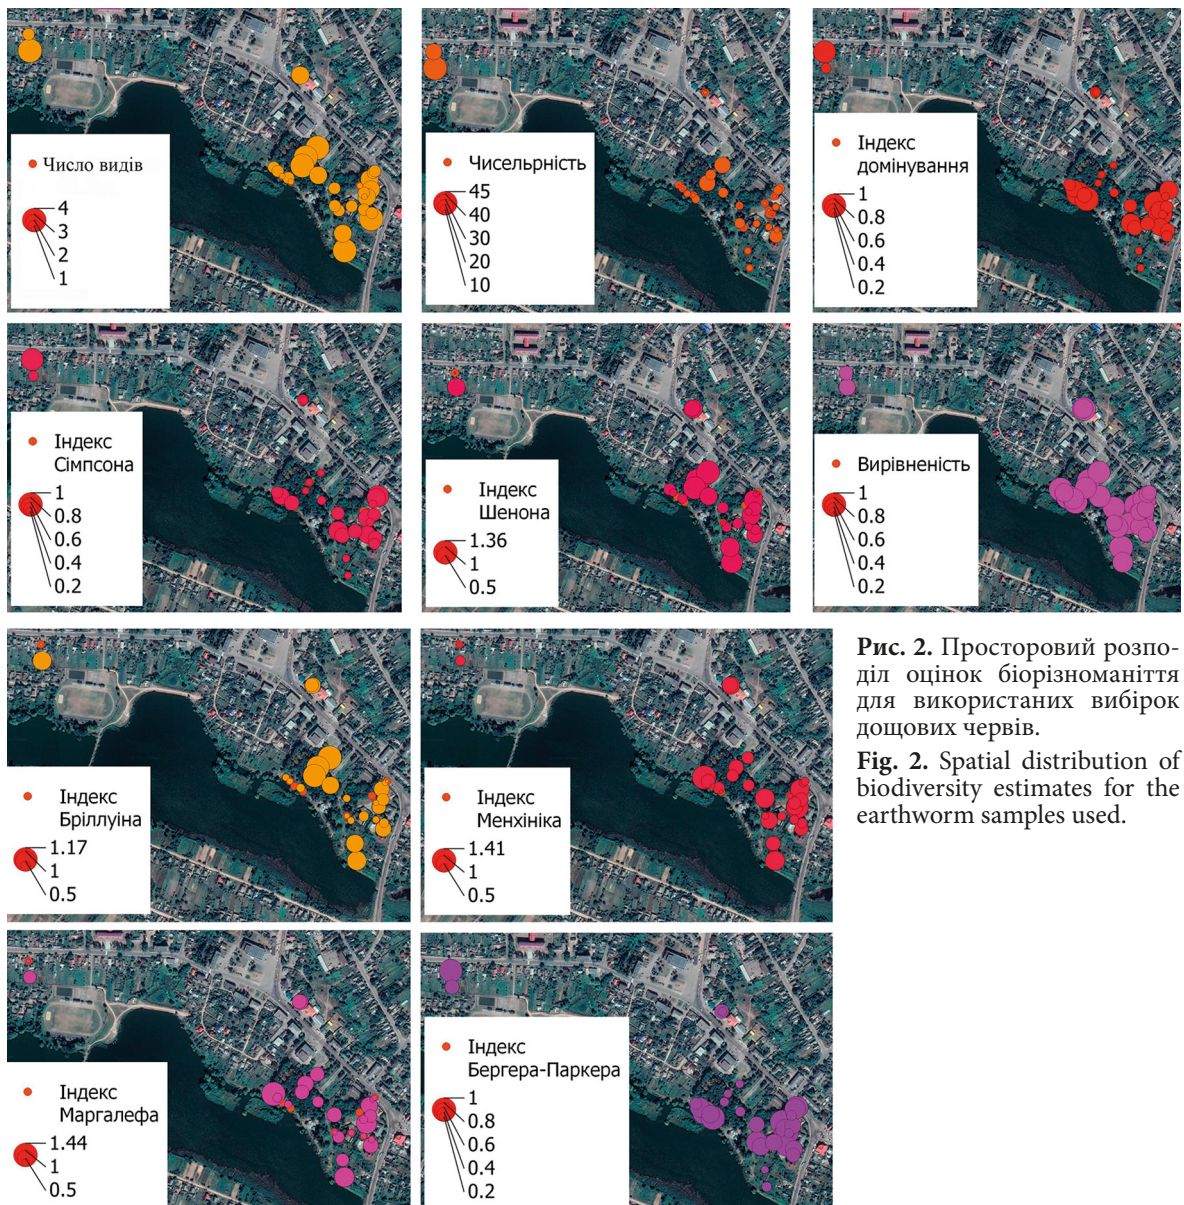 Число видів
4
3
2
1
Чисельрність
45
40
30
20
10
Індекс
домінування
1
0.8
0.6
0.4
0.2
Індекс
Сімпсона
1
0.8
0.6
0.4
0.2
Індекс
Шенона
1.36
1
0.5
Вирівненість
1
0.8
0.6
0.4
0.2
Індекс
Бріллуіна
1.17
1
0.5
Індекс
Менхініка
1.41
1
0.5
Рис. 2. Просторовий розпо-
діл оцінок біорізноманіття
для використаних вибірок
дощових червів.
Fig. 2. Spatial distribution of
biodiversity estimates for the
earthworm samples used.
Індекс
Маргалефа
1.44
1
0.5
Індекс
Бергера-Паркера
1
0.8
0.6
0.4
0.2